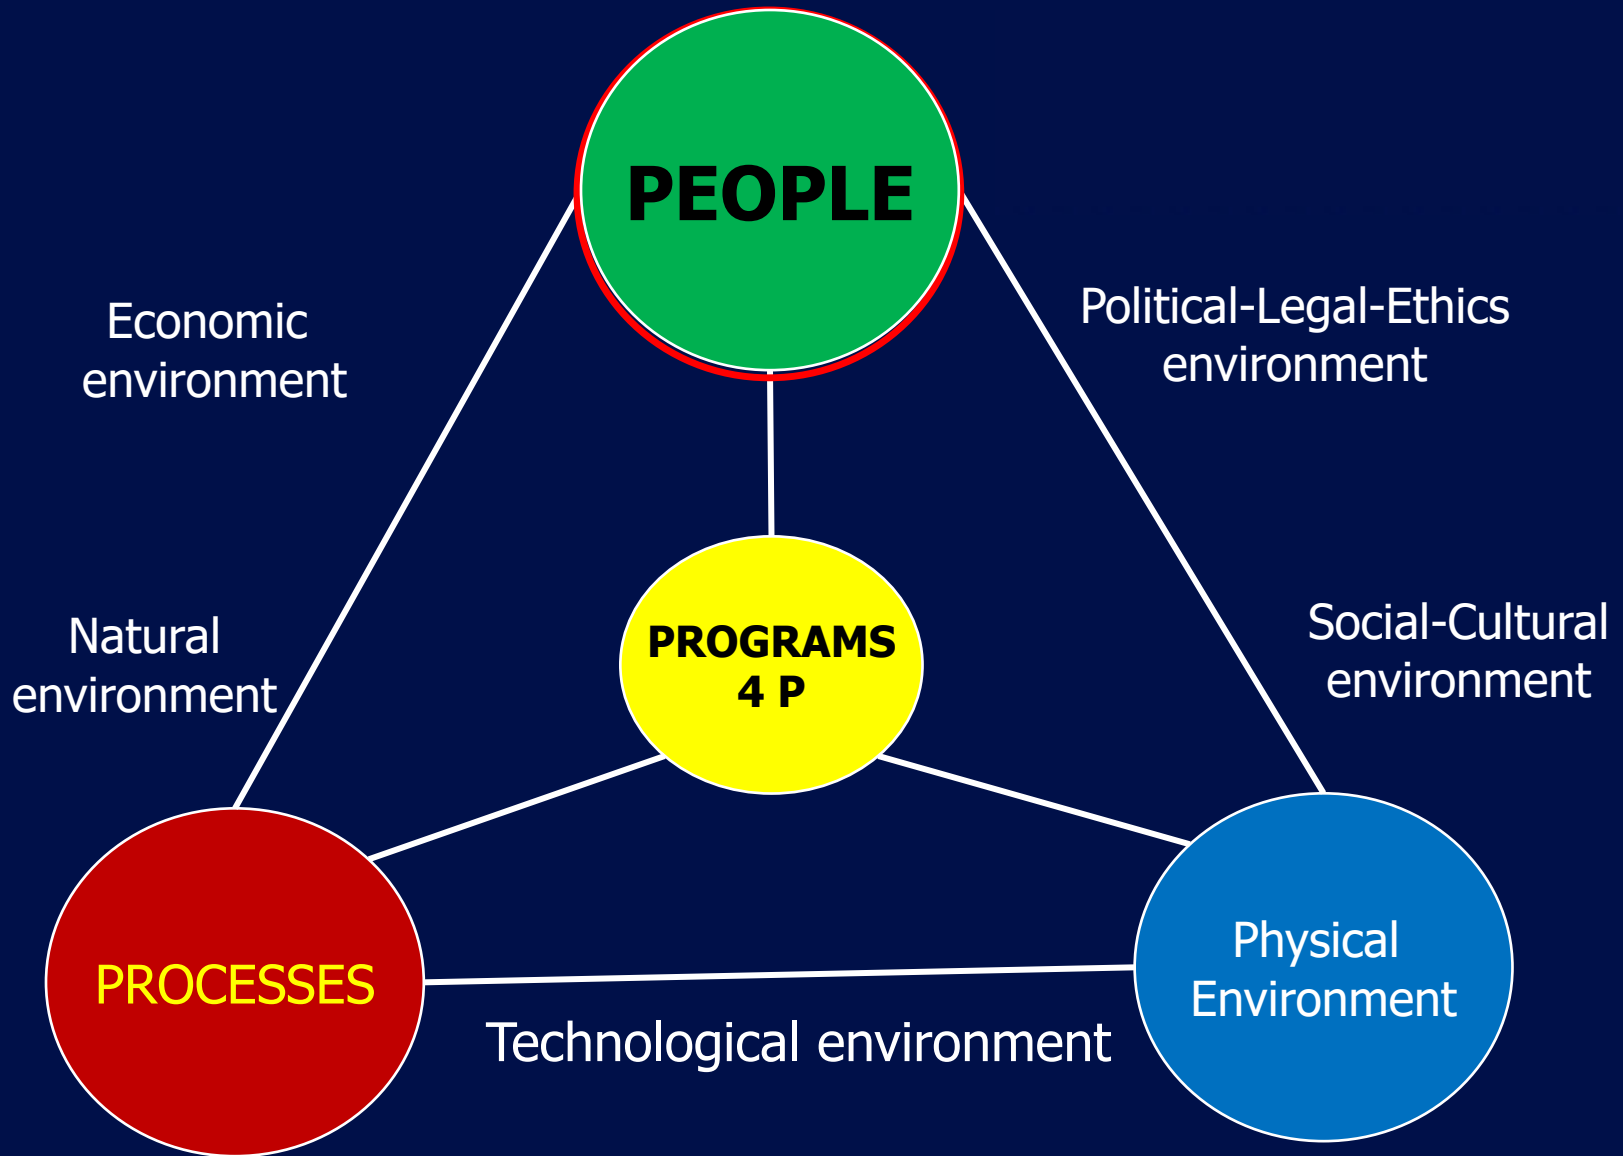 PEOPLE
Economic
environment
Political-Legal-Ethics
environment
Natural
environment
PROGRAMS
4 P
Social-Cultural
environment
PROCESSES
Physical
Environment
Technological environment